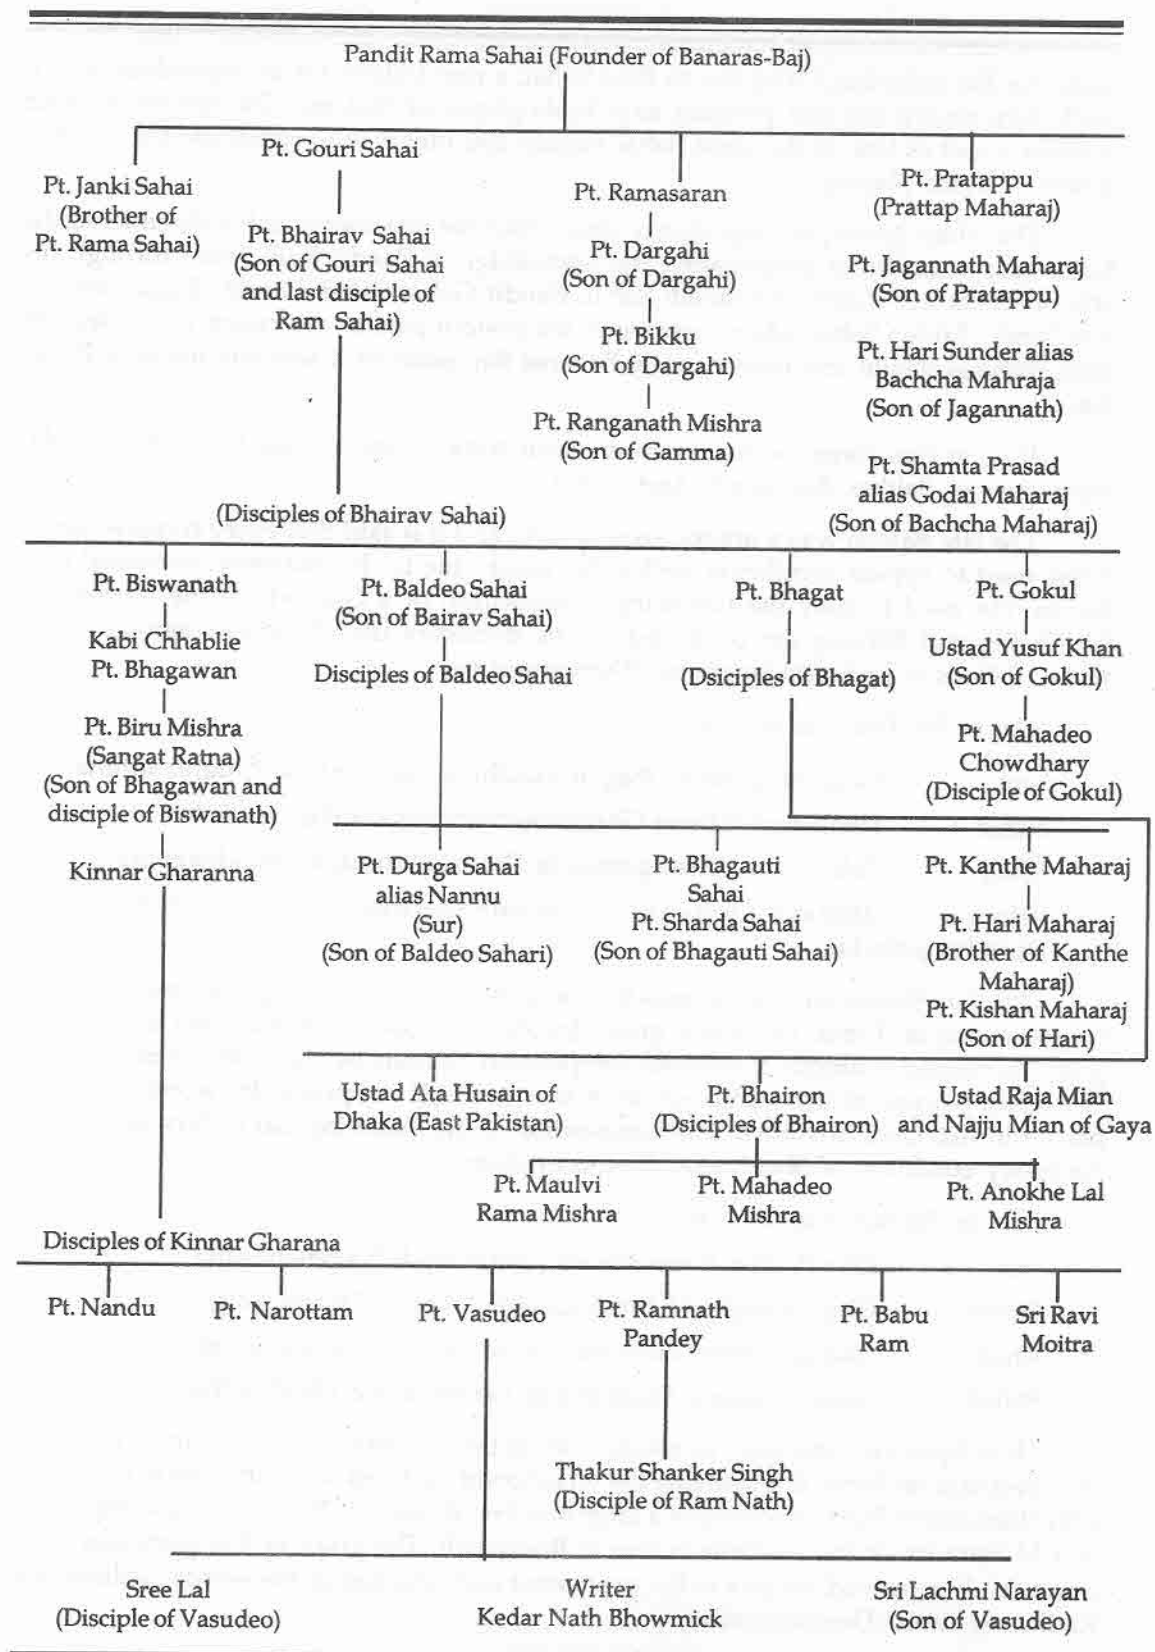 Pandit Rama Sahai (Founder of Banaras-Baj)
Pt. Janki Sahai
(Brother of
Pt. Rama Sahai)
Pt. Gouri Sahai
Pt. Bhairav Sahai
(Son of Gouri Sahai
and last disciple of
Ram Sahai)
Pt. Ramasaran
Pt. Dargahi
(Son of Dargahi)
Pt. Bikku
(Son of Dargahi)
Pt. Ranganath Mishra
(Son of Gamma)
Pt. Pratappu
(Prattap Maharaj)
Pt. Jagannath Maharaj
(Son of Pratappu)
Pt. Hari Sunder alias
Bachcha Mahraja
(Son of Jagannath)
Pt. Shamta Prasad
alias Godai Maharaj
(Son of Bachcha Maharaj)
(Disciples of Bhairav Sahai)
Pt. Biswanath
Kabi Chhablie
Pt. Bhagawan
Pt. Biru Mishra
(Sangat Ratna)
(Son of Bhagawan and
disciple of Biswanath)
Kinnar Gharanna
Pt. Baldeo Sahai
(Son of Bairav Sahai)
Disciples of Baldeo Sahai
Pt. Bhagat
(Dsiciples of Bhagat)
Pt. Gokul
Ustad Yusuf Khan
(Son of Gokul)
Pt. Mahadeo
Chowdhary
(Disciple of Gokul)
Pt. Durga Sahai
alias Nannu
(Sur)
(Son of Baldeo Sahari)
Pt. Bhagauti
Sahai
Pt. Sharda Sahai
(Son of Bhagauti Sahai)
Pt. Kanthe Maharaj
Pt. Hari Maharaj
(Brother of Kanthe
Maharaj)
Pt. Kishan Maharaj
(Son of Hari)
Ustad Ata Husain of
Dhaka (East Pakistan)
Pt. Bhairon
(Dsiciples of Bhairon)
Ustad Raja Mian
and Najju Mian of Gaya
Pt. Maulvi
Rama Mishra
Pt. Mahadeo
Mishra
Pt. Anokhe Lal
Mishra
Disciples of Kinnar Gharana
Pt. Nandu
Pt. Narottam
Pt. Vasudeo
Pt. Ramnath
Pandey
Pt. Babu
Ram
Sri Ravi
Moitra
Thakur Shanker Singh
(Disciple of Ram Nath)
Sree Lal
(Disciple of Vasudeo)
Writer
Kedar Nath Bhowmick
Sri Lachmi Narayan
(Son of Vasudeo)